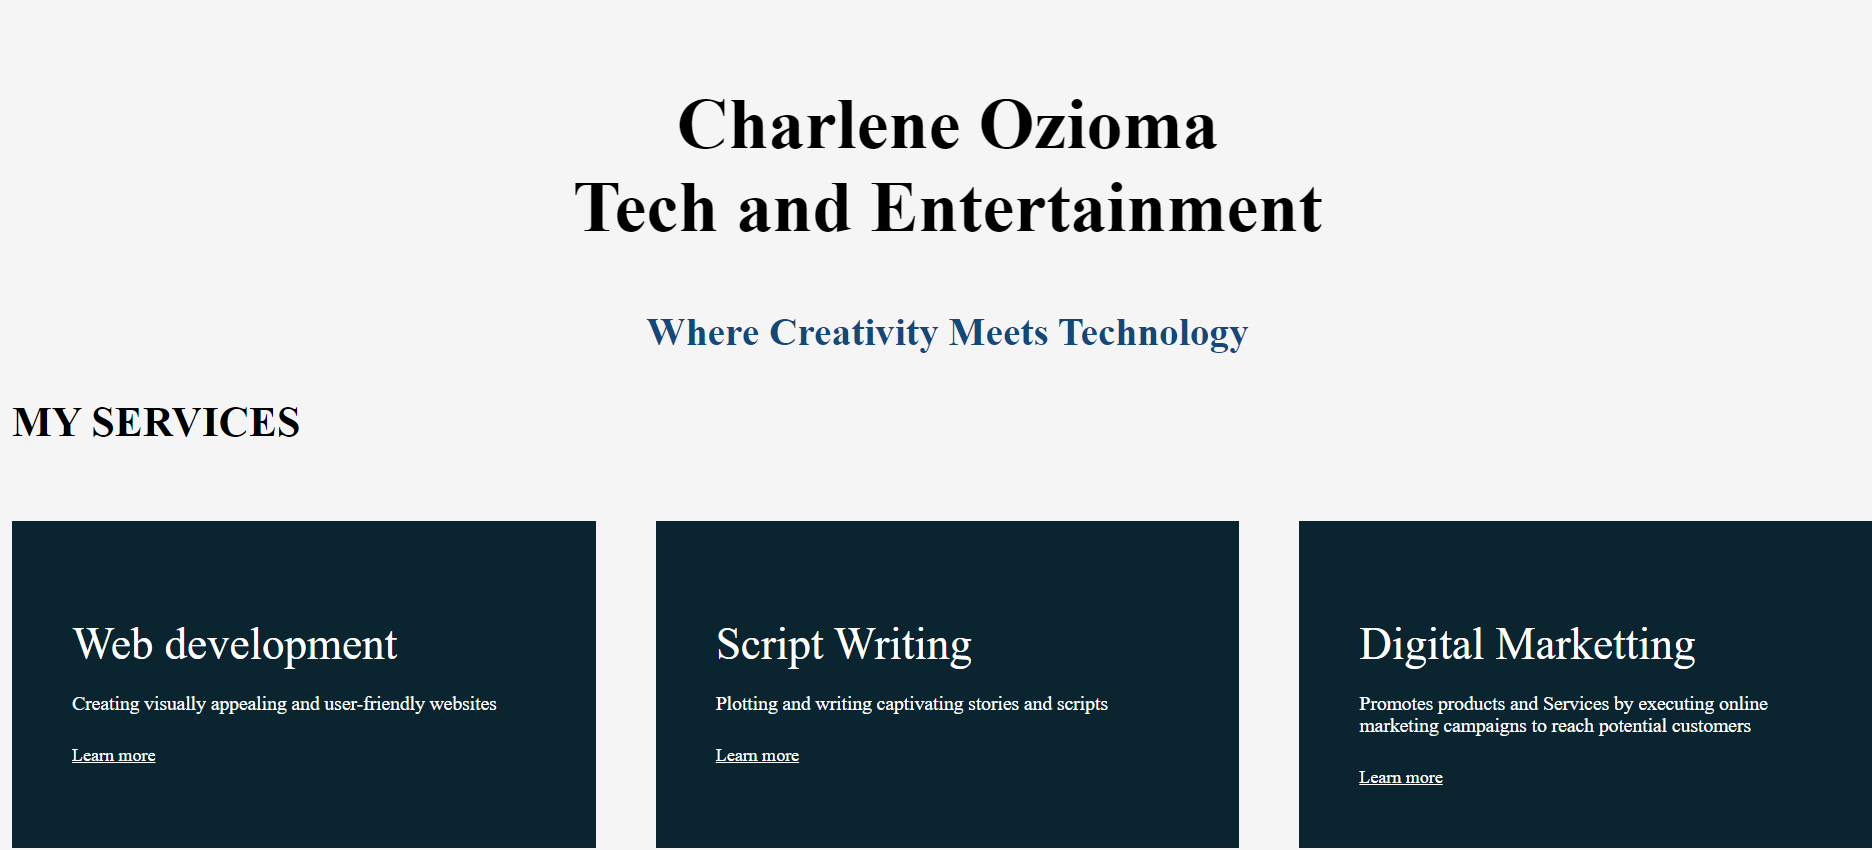 Charlene Ozioma
Tech and Entertainment
Where Creativity Meets Technology
MY SERVICES
Web development
Creating visually appealing and user-friendly websites
Learn more
Script Writing
Plotting and writing captivating stories and scripts
Learn more
Digital Marketting
Promotes products and Services by executing online
marketing campaigns to reach potential customers
Learn more